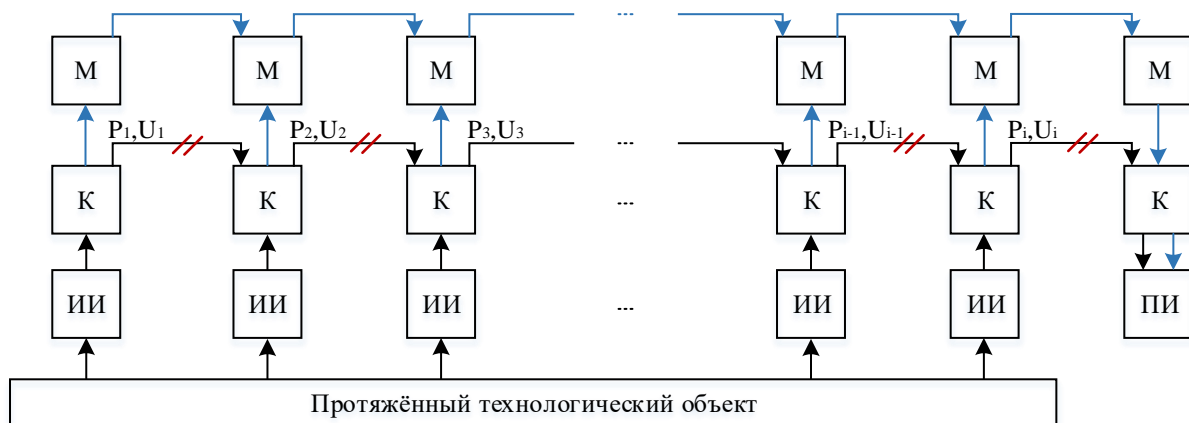 ...
М М М М М М
P₁,U₁ P₂,U₂ P₃,U₃ Pᵢ₋₁,Uᵢ₋₁ Pᵢ,Uᵢ
...
К К К ... К К К
ИИ ИИ ИИ ... ИИ ИИ ПИ
Протяжённый технологический объект